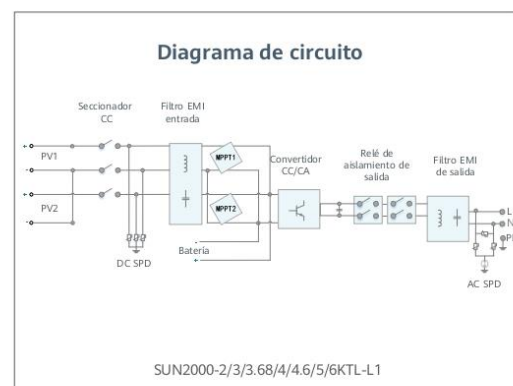 Diagrama de circuito
Seccionador
CC
Filtro EMI
entrada
PV1
PV2
MPPT1
MPPT2
Convertidor
CC/CA
Relé de
aislamiento de
salida
Filtro EMI
de salida
L
N
DC SPD
Batería
AC SPD
SUN2000-2/3/3.68/4/4.6/5/6KTL-L1